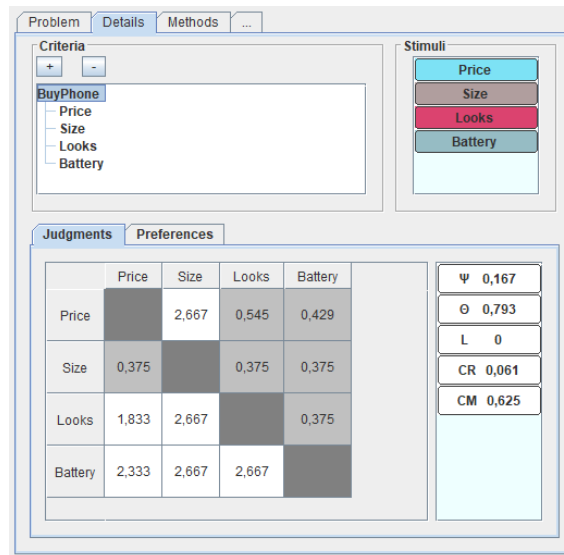 Problem Details Methods ...
Criteria
+ -
BuyPhone
Price
Size
Looks
Battery
Stimuli
Price
Size
Looks
Battery
Judgments Preferences
Price Size Looks Battery
Price 2,667 0,545 0,429
Size 0,375 0,375 0,375
Looks 1,833 2,667 0,375
Battery 2,333 2,667 2,667
Ψ 0,167
Θ 0,793
L 0
CR 0,061
CM 0,625